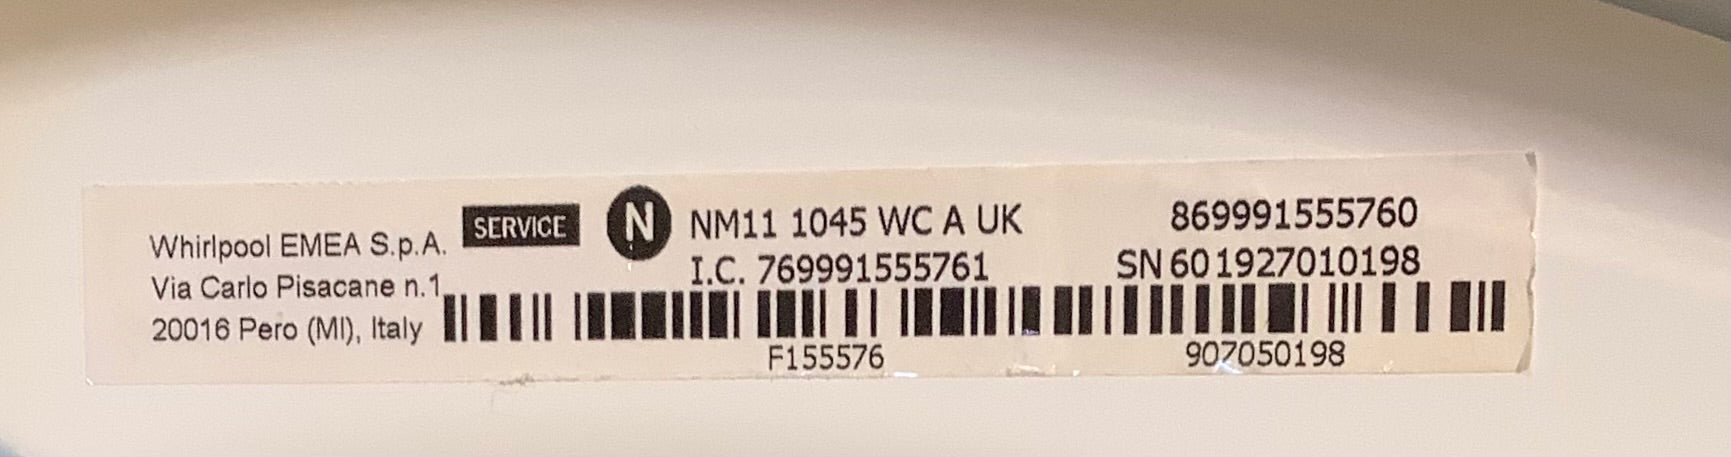 Whirlpool EMEA S.p.A.
Via Carlo Pisacane n.1
20016 Pero (MI), Italy
SERVICE
N
NM11 1045 WC A UK
869991555760
I.C. 769991555761
SN 601927010198
F155576
907050198